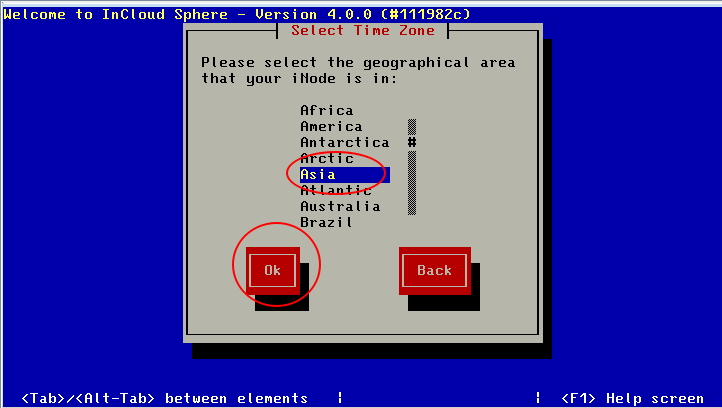 Welcome to InCloud Sphere - Version 4.0.0 (#111982c)
Select Time Zone
Please select the geographical area
that your iNode is in:
Africa
America
Antarctica #
Arctic
Asia
Atlantic
Australia
Brazil
Ok Back
<Tab>/<Alt-Tab> between elements | | <F1> Help screen